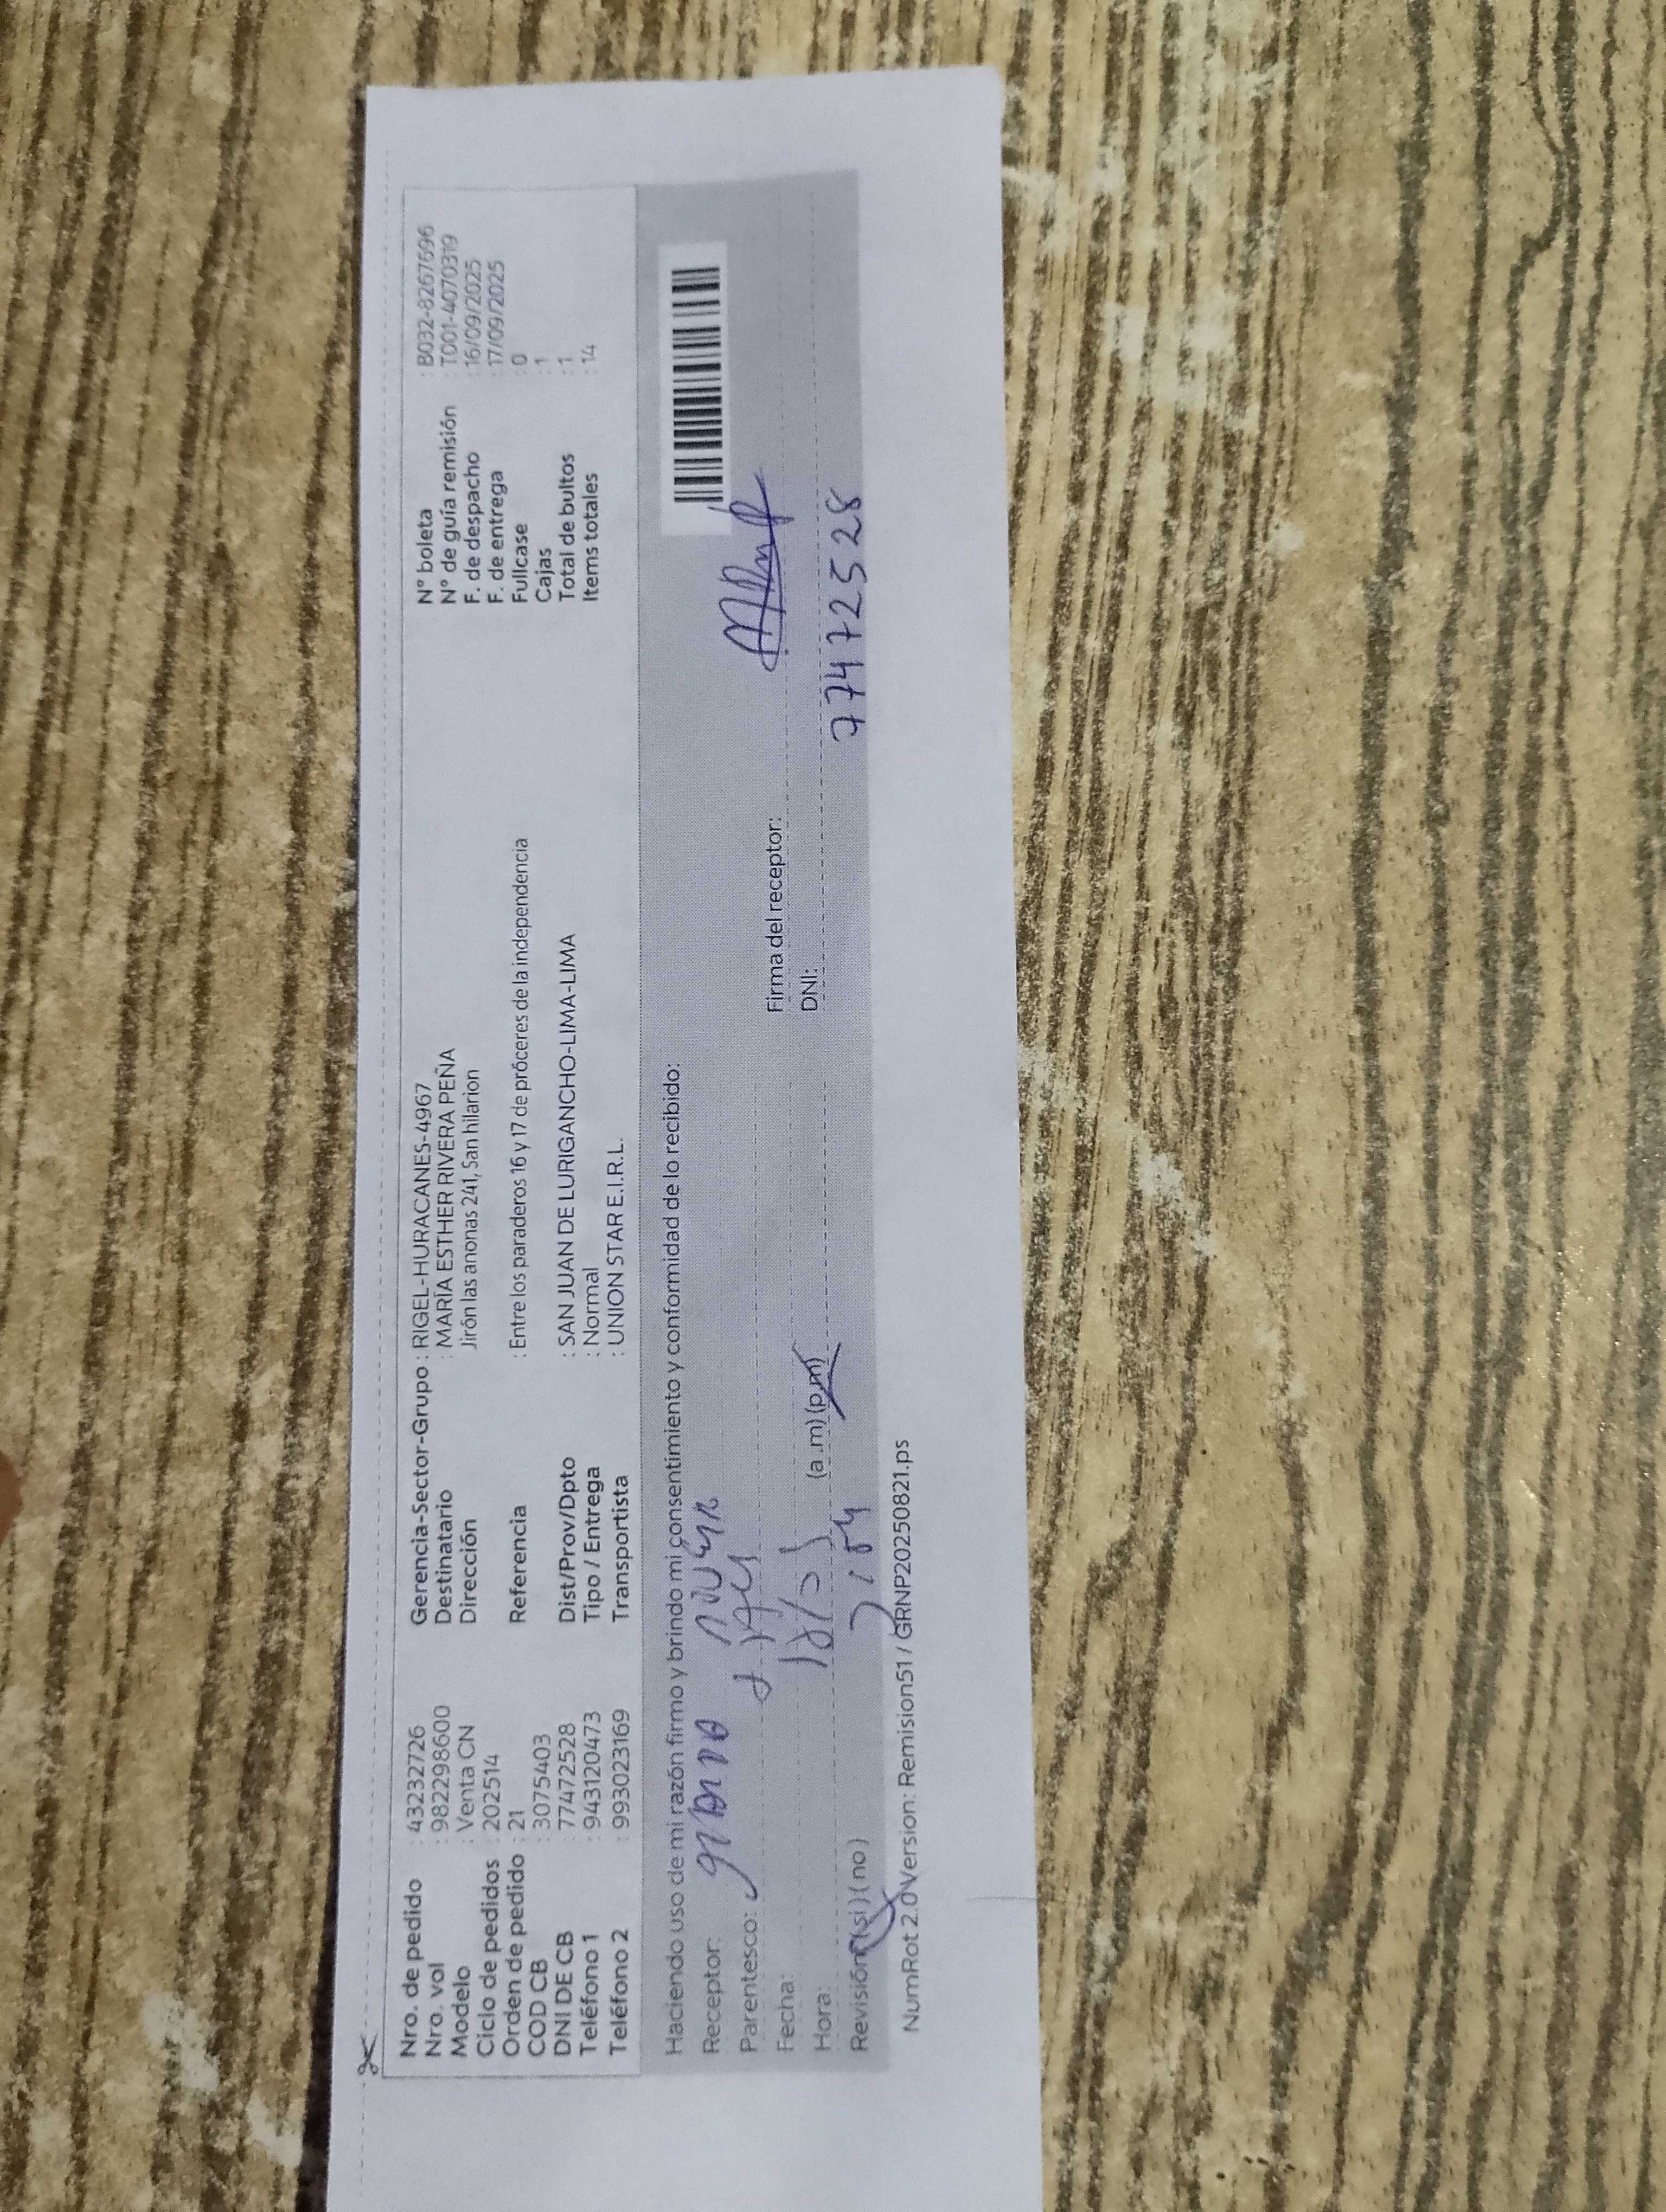 Nro. de pedido : 43232726
Nro. vol : 982298600
Modelo : Venta CN
Ciclo de pedidos : 202514
Orden de pedido : 21
COD CB : 3075403
DNI DE CB : 77472528
Teléfono 1 : 943120473
Teléfono 2 : 993023169
Gerencia-Sector-Grupo : RIGEL-HURACANES-4967
Destinatario : MARÍA ESTHER RIVERA PEÑA
Dirección Jirón las anonas 241, San hilarion
Referencia : Entre los paraderos 16 y 17 de próceres de la independencia
Dist/Prov/Dpto : SAN JUAN DE LURIGANCHO-LIMA-LIMA
Tipo / Entrega : Normal
Transportista : UNION STAR E.I.R.L.
N° boleta : B032-8267696
N° de guía remisión : T001-4070319
F. de despacho : 16/09/2025
F. de entrega : 17/09/2025
Fullcase : 0
Cajas : 1
Total de bultos : 1
Items totales : 14
Haciendo uso de mi razón firmo y brindo mi consentimiento y conformidad de lo recibido:
Receptor:
Parentesco:
Fecha:
Hora: (a .m) (p.m)
Revisión (si) (no)
Firma del receptor:
DNI: 77472528
NumRot 2.0 Version: Remision51 / GRNP20250821.ps